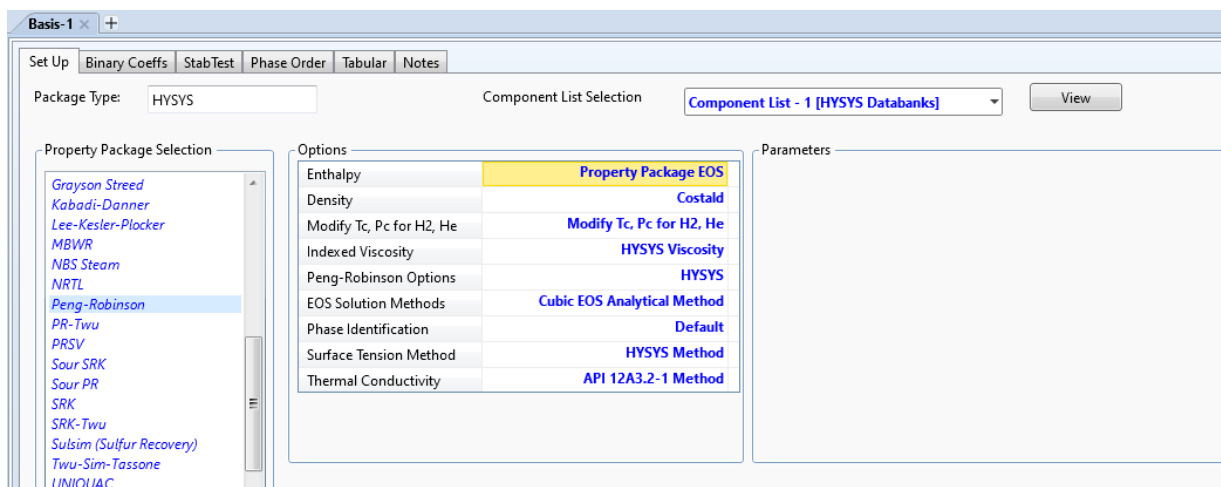 Basis-1
Set Up Binary Coeffs StabTest Phase Order Tabular Notes
Package Type: HYSYS Component List Selection Component List - 1 [HYSYS Databanks] View
Property Package Selection
Grayson Streed
Kabadi-Danner
Lee-Kesler-Plocker
MBWR
NBS Steam
NRTL
Peng-Robinson
PR-Twu
PRSV
Sour SRK
Sour PR
SRK
SRK-Twu
Sulsim (Sulfur Recovery)
Twu-Sim-Tassone
UNIQUAC
Options
Enthalpy Property Package EOS
Density Costald
Modify Tc, Pc for H2, He Modify Tc, Pc for H2, He
Indexed Viscosity HYSYS Viscosity
Peng-Robinson Options HYSYS
EOS Solution Methods Cubic EOS Analytical Method
Phase Identification Default
Surface Tension Method HYSYS Method
Thermal Conductivity API 12A3.2-1 Method
Parameters